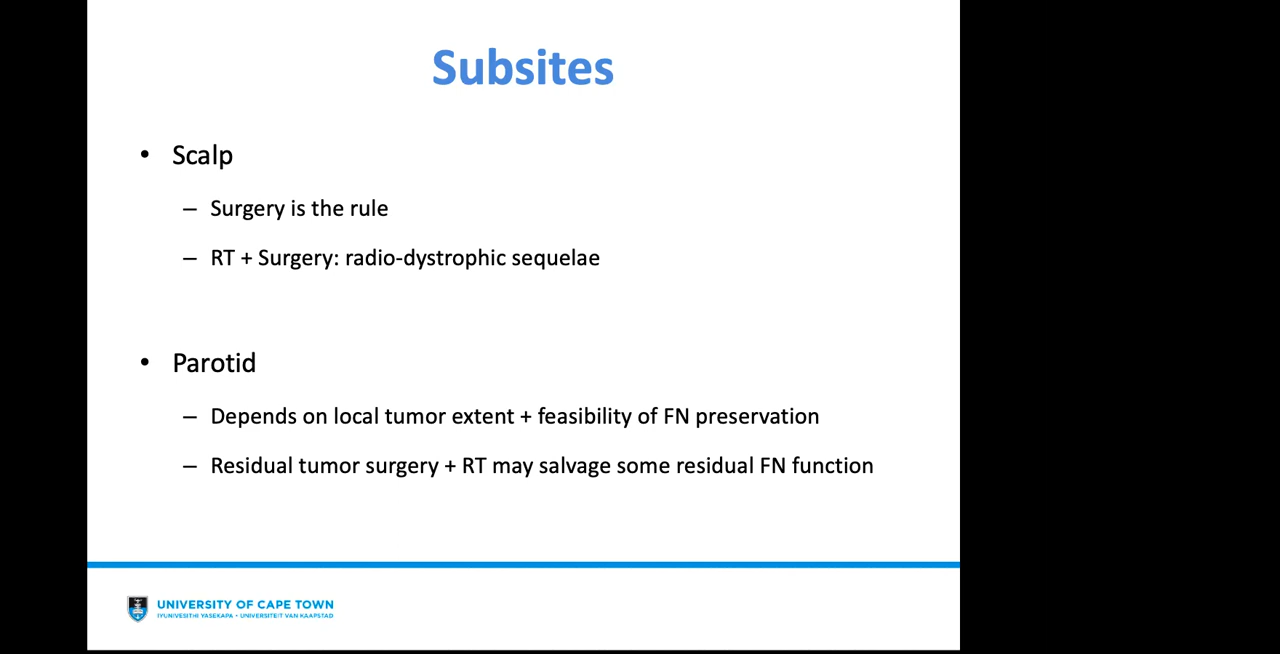 Subsites
• Scalp
– Surgery is the rule
– RT + Surgery: radio-dystrophic sequelae
• Parotid
– Depends on local tumor extent + feasibility of FN preservation
– Residual tumor surgery + RT may salvage some residual FN function
UNIVERSITY OF CAPE TOWN
IYUNIVESITHI YASEKAPA • UNIVERSITEIT VAN KAAPSTAD